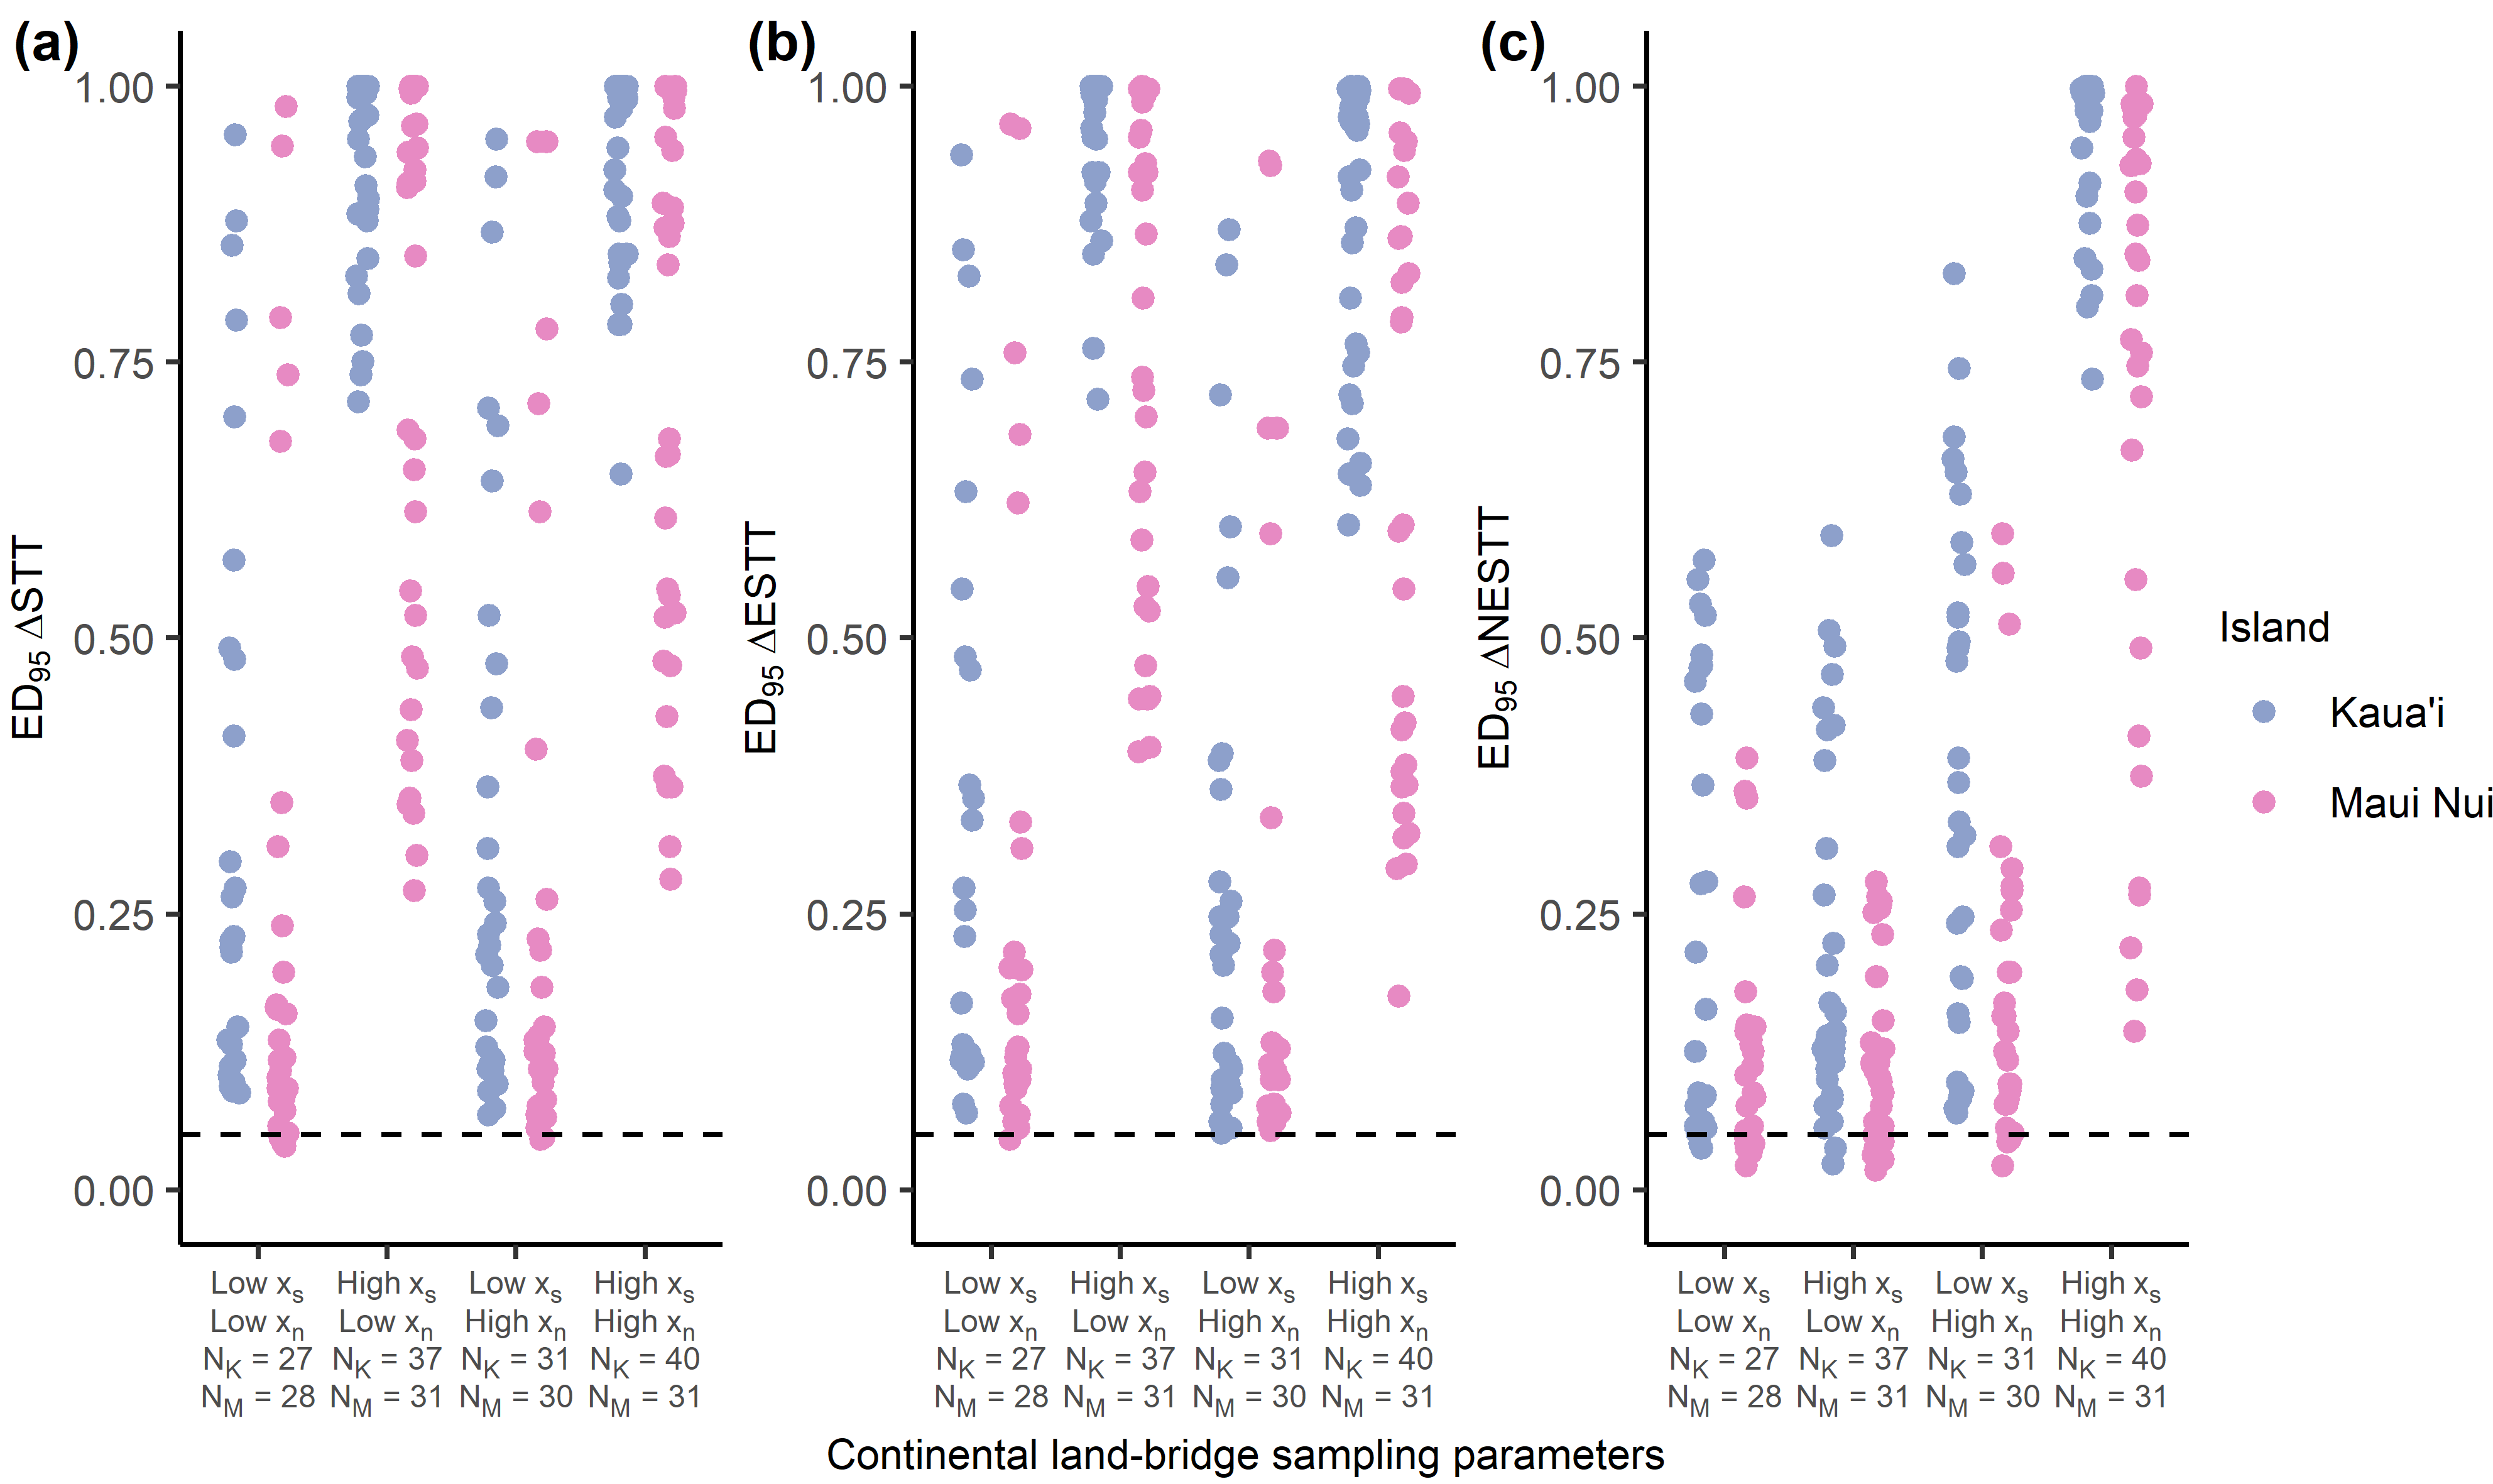 (a)
1.00
0.75
0.50
0.25
0.00
ED95 ΔSTT
Low xs
Low xn
NK = 27
NM = 28
High xs
Low xn
NK = 37
NM = 31
Low xs
High xn
NK = 31
NM = 30
High xs
High xn
NK = 40
NM = 31
(b)
1.00
0.75
0.50
0.25
0.00
ED95 ΔESTT
Low xs
Low xn
NK = 27
NM = 28
High xs
Low xn
NK = 37
NM = 31
Low xs
High xn
NK = 31
NM = 30
High xs
High xn
NK = 40
NM = 31
(c)
1.00
0.75
0.50
0.25
0.00
ED95 ΔNESTT
Low xs
Low xn
NK = 27
NM = 28
High xs
Low xn
NK = 37
NM = 31
Low xs
High xn
NK = 31
NM = 30
High xs
High xn
NK = 40
NM = 31
Continental land-bridge sampling parameters
Island
Kaua'i
Maui Nui